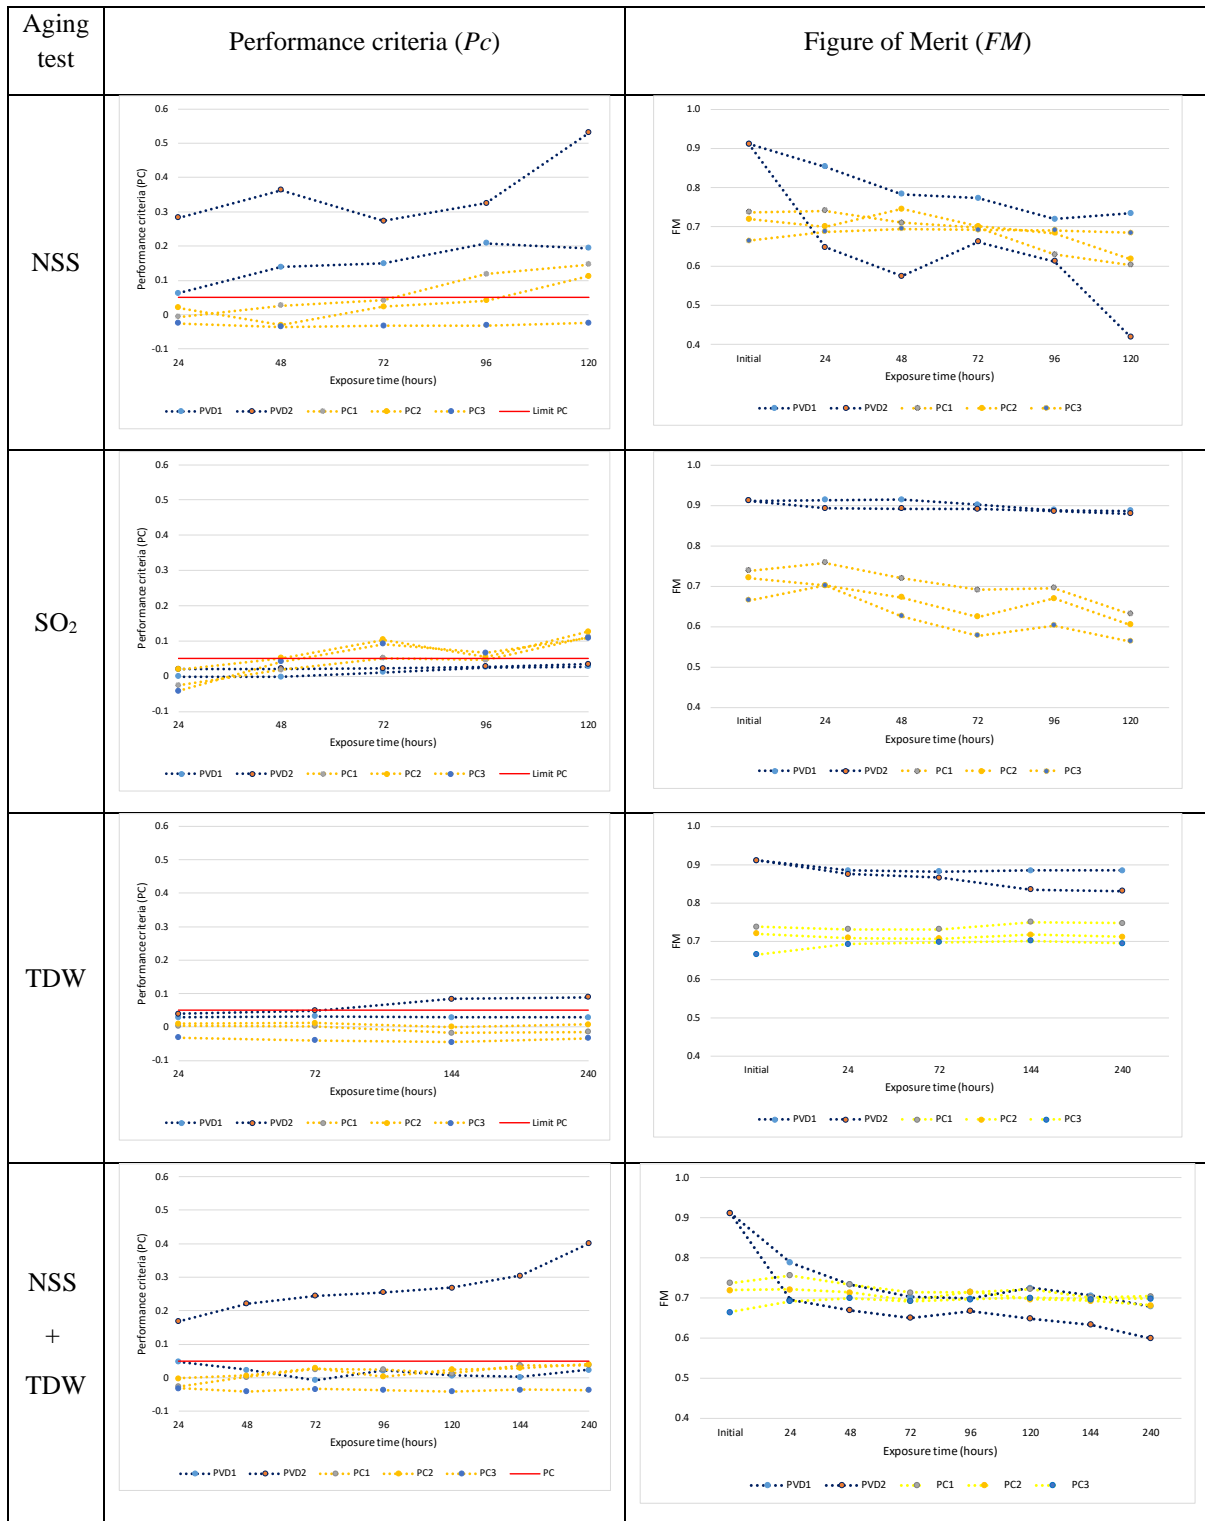 Aging
test
Performance criteria (Pc)
Figure of Merit (FM)
NSS
0.6
0.5
0.4
0.3
0.2
0.1
0
-0.1
Performance criteria (PC)
24 48 72 96 120
Exposure time (hours)
PVD1 PVD2 PC1 PC2 PC3 Limit PC
1.0
0.9
0.8
0.7
0.6
0.5
0.4
FM
Initial 24 48 72 96 120
Exposure time (hours)
PVD1 PVD2 PC1 PC2 PC3
SO2
0.6
0.5
0.4
0.3
0.2
0.1
0
-0.1
Performance criteria (PC)
24 48 72 96 120
Exposure time (hours)
PVD1 PVD2 PC1 PC2 PC3 Limit PC
1.0
0.9
0.8
0.7
0.6
0.5
0.4
FM
Initial 24 48 72 96 120
Exposure time (hours)
PVD1 PVD2 PC1 PC2 PC3
TDW
0.6
0.5
0.4
0.3
0.2
0.1
0
-0.1
Performance criteria (PC)
24 72 144 240
Exposure time (hours)
PVD1 PVD2 PC1 PC2 PC3 Limit PC
1.0
0.9
0.8
0.7
0.6
0.5
0.4
FM
Initial 24 72 144 240
Exposure time (hours)
PVD1 PVD2 PC1 PC2 PC3
NSS
+
TDW
0.6
0.5
0.4
0.3
0.2
0.1
0
-0.1
Performance criteria (PC)
24 48 72 96 120 144 240
Exposure time (hours)
PVD1 PVD2 PC1 PC2 PC3 PC
1.0
0.9
0.8
0.7
0.6
0.5
0.4
FM
Initial 24 48 72 96 120 144 240
Exposure time (hours)
PVD1 PVD2 PC1 PC2 PC3